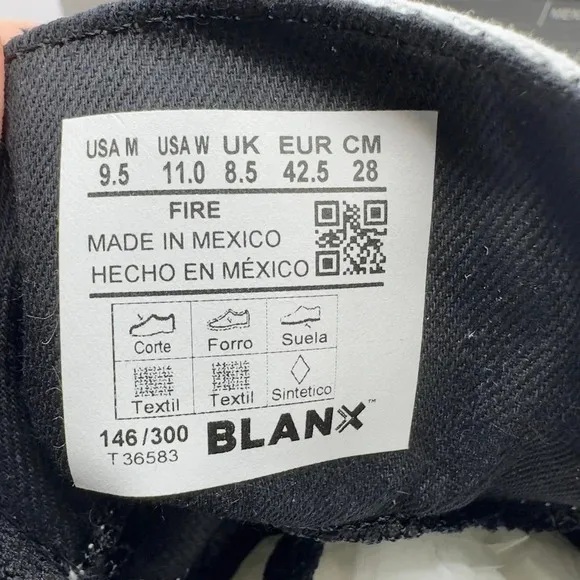 USA M USA W UK EUR CM
9.5 11.0 8.5 42.5 28
FIRE
MADE IN MEXICO
HECHO EN MÉXICO
Corte Forro Suela
Textil Textil Sintetico
146/300 BLANX™
T 36583